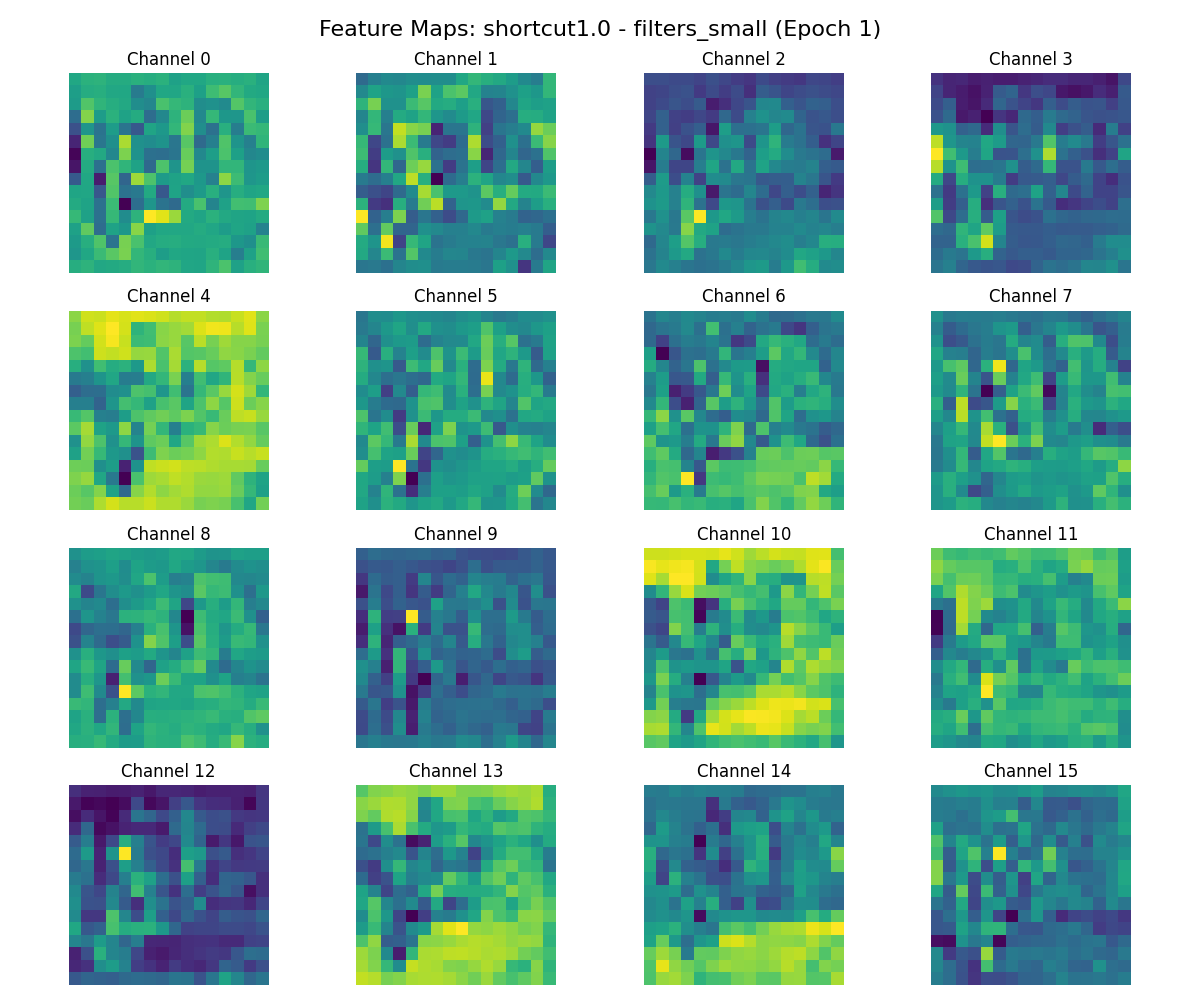 Feature Maps: shortcut1.0 - filters_small (Epoch 1)
Channel 0 Channel 1 Channel 2 Channel 3
Channel 4 Channel 5 Channel 6 Channel 7
Channel 8 Channel 9 Channel 10 Channel 11
Channel 12 Channel 13 Channel 14 Channel 15